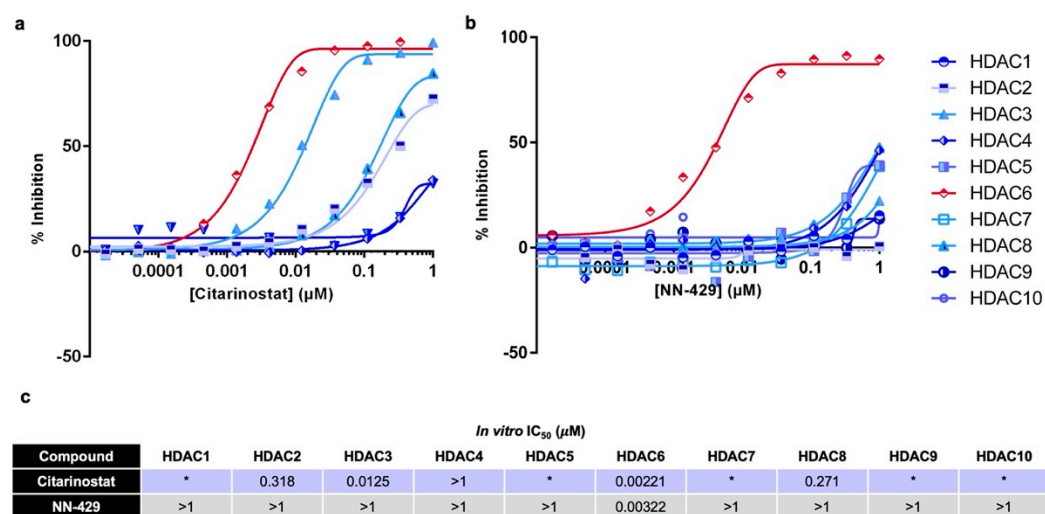 a
b
100
50
0
-50
% Inhibition
0.0001 0.001 0.01 0.1 1
[Citarinostat] (µM)
100
50
0
-50
% Inhibition
0.0001 0.001 0.01 0.1 1
[NN-429] (µM)
HDAC1
HDAC2
HDAC3
HDAC4
HDAC5
HDAC6
HDAC7
HDAC8
HDAC9
HDAC10
c
In vitro IC50 (µM)
Compound HDAC1 HDAC2 HDAC3 HDAC4 HDAC5 HDAC6 HDAC7 HDAC8 HDAC9 HDAC10
Citarinostat * 0.318 0.0125 >1 * 0.00221 * 0.271 * *
NN-429 >1 >1 >1 >1 >1 0.00322 >1 >1 >1 >1